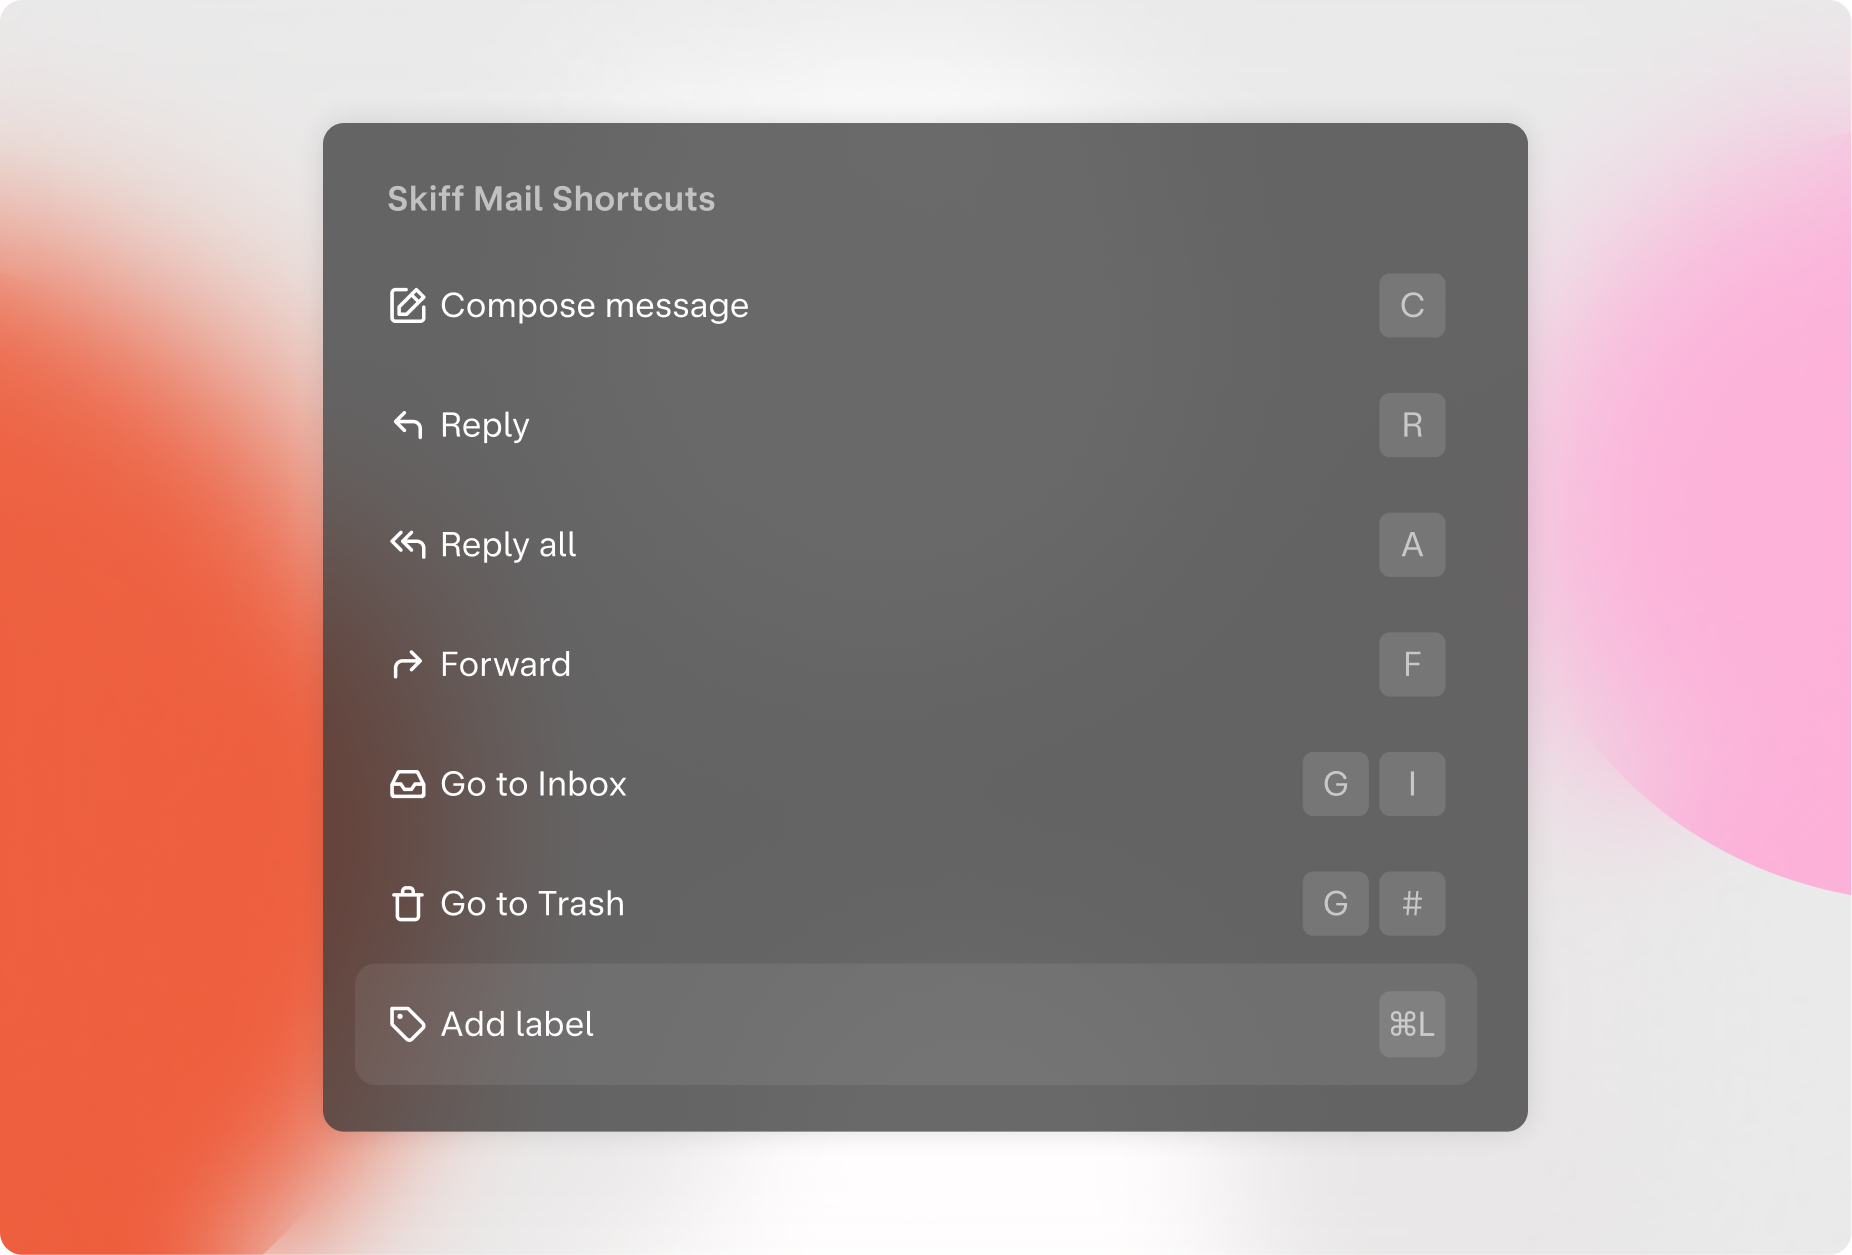 Skiff Mail Shortcuts
Compose message C
Reply R
Reply all A
Forward F
Go to Inbox G I
Go to Trash G #
Add label ⌘L